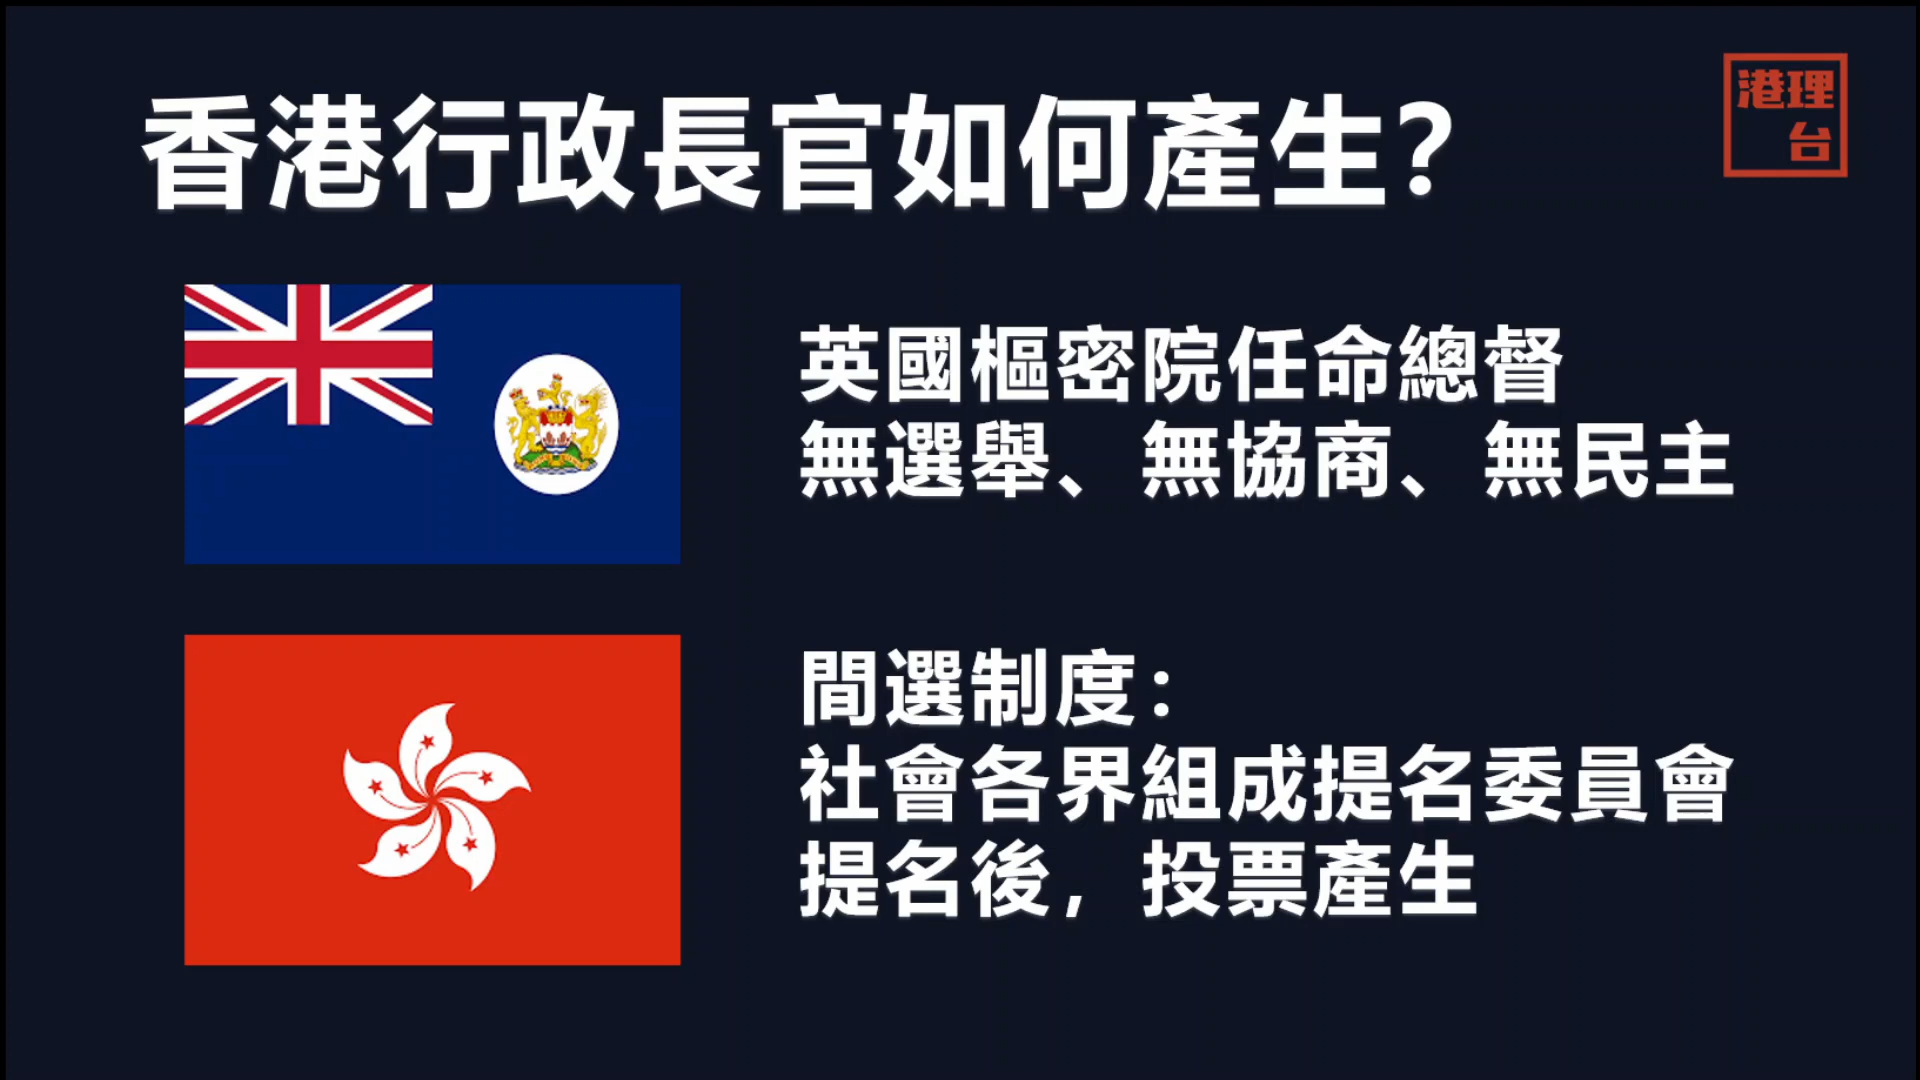 香港行政長官如何產生?
港理
台
英國樞密院任命總督
無選舉、無協商、無民主
間選制度:
社會各界組成提名委員會
提名後,投票產生